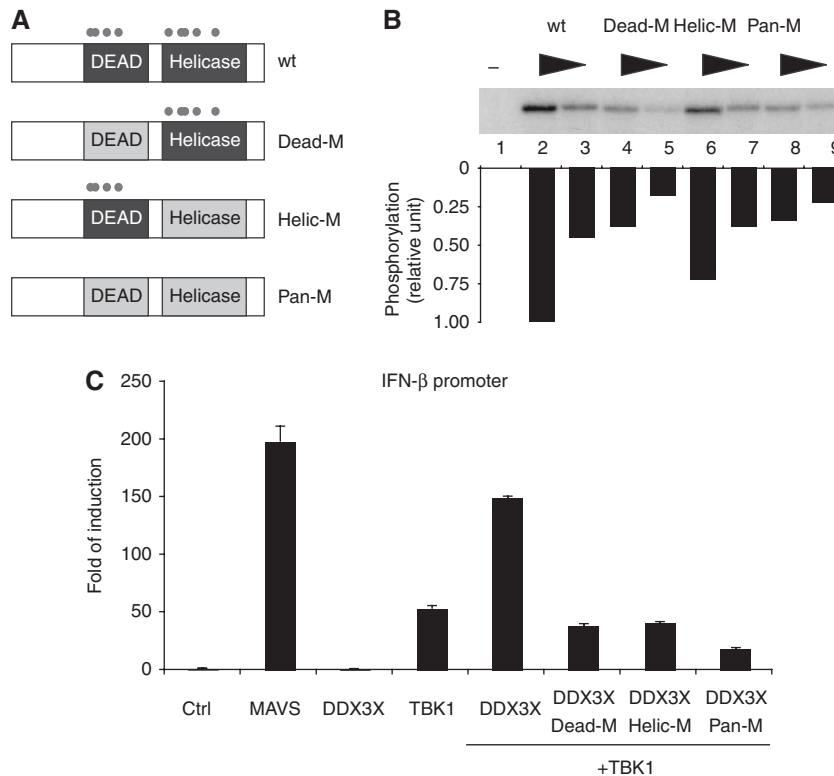 A
DEAD Helicase wt
DEAD Helicase Dead-M
DEAD Helicase Helic-M
DEAD Helicase Pan-M
B
wt Dead-M Helic-M Pan-M
–
1 2 3 4 5 6 7 8 9
Phosphorylation
(relative unit)
0
0.25
0.75
1.00
C
IFN-β promoter
Fold of induction
250
200
150
100
50
0
Ctrl MAVS DDX3X TBK1 DDX3X DDX3X DDX3X DDX3X
Dead-M Helic-M Pan-M
+TBK1